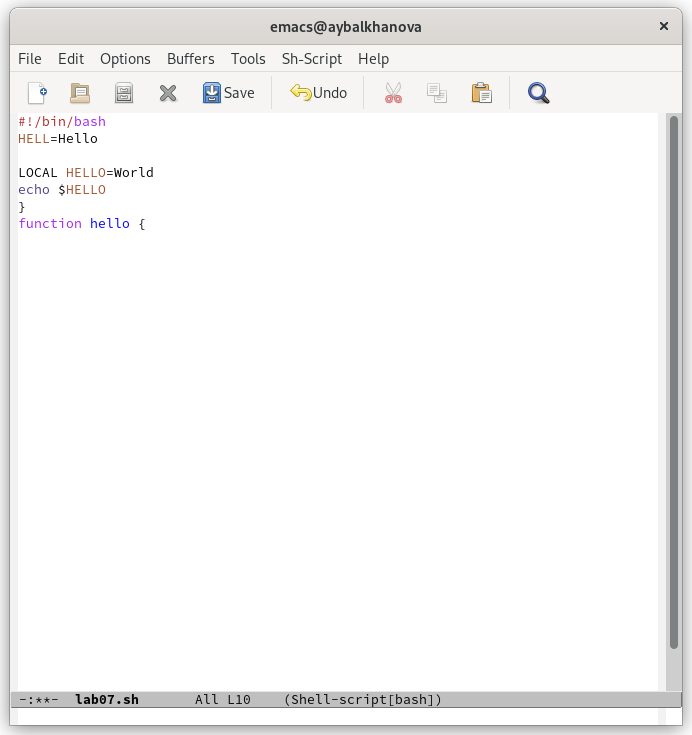 emacs@aybalkhanova ×
File Edit Options Buffers Tools Sh-Script Help
Save Undo
#!/bin/bash
HELL=Hello
LOCAL HELLO=World
echo $HELLO
}
function hello {
-:**- lab07.sh All L10 (Shell-script[bash])